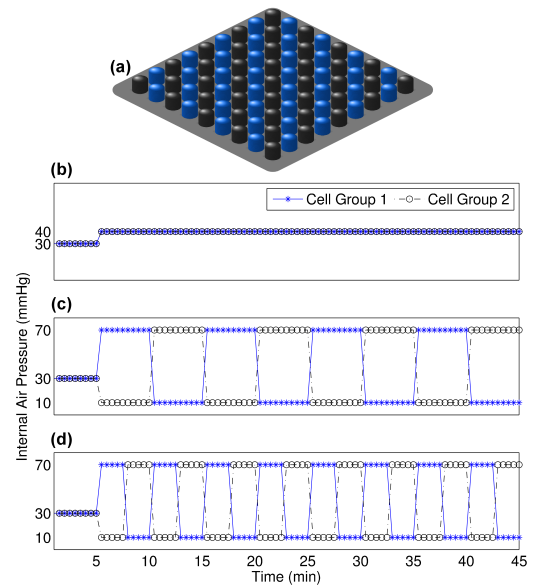 (a)
(b)
Cell Group 1 Cell Group 2
40
30
(c)
70
30
10
(d)
70
30
10
5 10 15 20 25 30 35 40 45
Time (min)
Internal Air Pressure (mmHg)